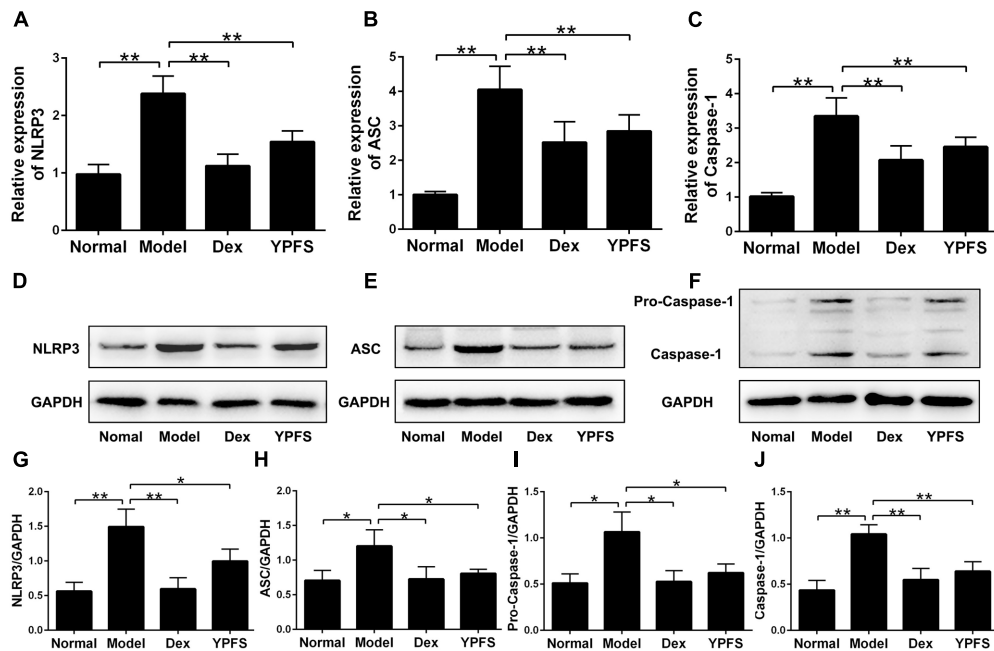 A
Relative expression
of NLRP3
3
2
1
0
**
**
**
Normal Model Dex YPFS
B
Relative expression
of ASC
5
4
3
2
1
0
**
**
**
Normal Model Dex YPFS
C
Relative expression
of Caspase-1
5
4
3
2
1
0
**
**
**
Normal Model Dex YPFS
D
NLRP3
GAPDH
Nomal Model Dex YPFS
E
ASC
GAPDH
Nomal Model Dex YPFS
F
Pro-Caspase-1
Caspase-1
GAPDH
Nomal Model Dex YPFS
G
NLRP3/GAPDH
2.0
1.5
1.0
0.5
0.0
**
**
*
Normal Model Dex YPFS
H
ASC/GAPDH
2.0
1.5
1.0
0.5
0.0
*
*
*
Normal Model Dex YPFS
I
Pro-Caspase-1/GAPDH
1.5
1.0
0.5
0.0
*
*
*
Normal Model Dex YPFS
J
Caspase-1/GAPDH
1.5
1.0
0.5
0.0
**
**
**
Normal Model Dex YPFS